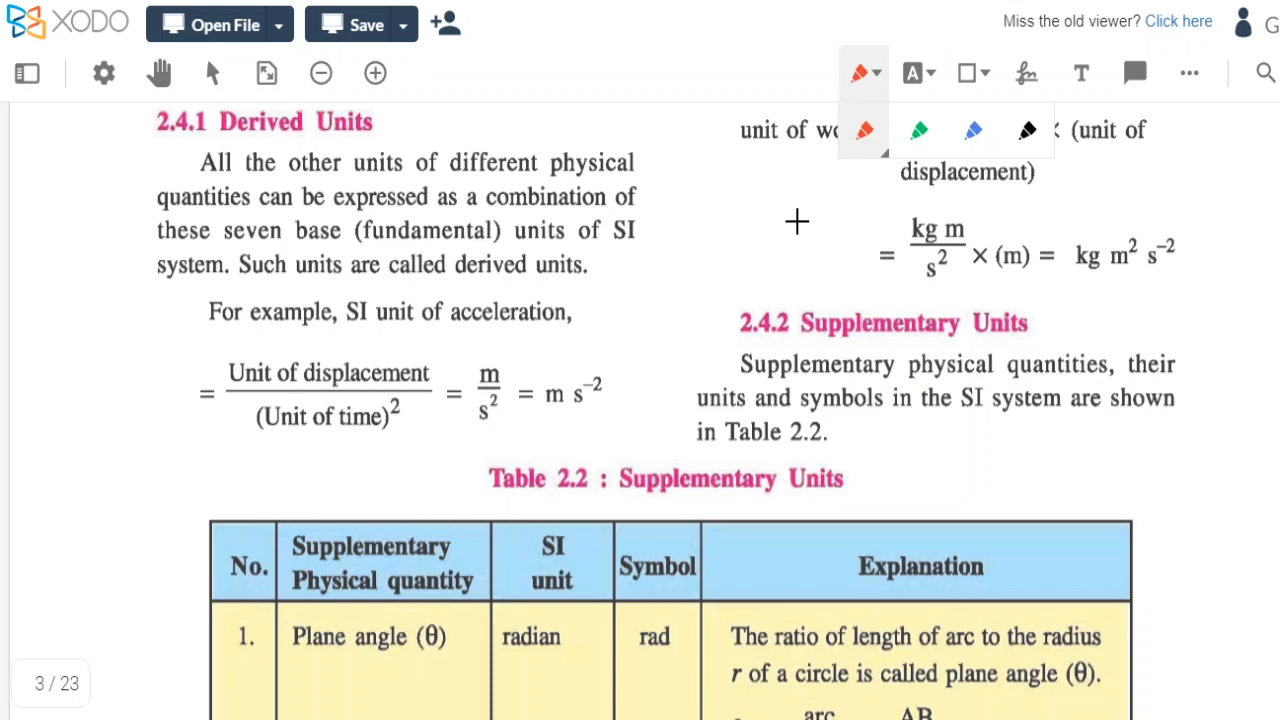 XODO
Open File
Save
Miss the old viewer? Click here
G
A
T
2.4.1 Derived Units
All the other units of different physical
quantities can be expressed as a combination of
these seven base (fundamental) units of SI
system. Such units are called derived units.
For example, SI unit of acceleration,
= Unit of displacement / (Unit of time)² = m / s² = m s⁻²
unit of × (unit of
displacement)
= kg m / s² × (m) = kg m² s⁻²
2.4.2 Supplementary Units
Supplementary physical quantities, their
units and symbols in the SI system are shown
in Table 2.2.
Table 2.2 : Supplementary Units
No.
Supplementary
Physical quantity
SI
unit
Symbol
Explanation
1.
Plane angle (θ)
radian
rad
The ratio of length of arc to the radius
r of a circle is called plane angle (θ).
arc AB
3 / 23